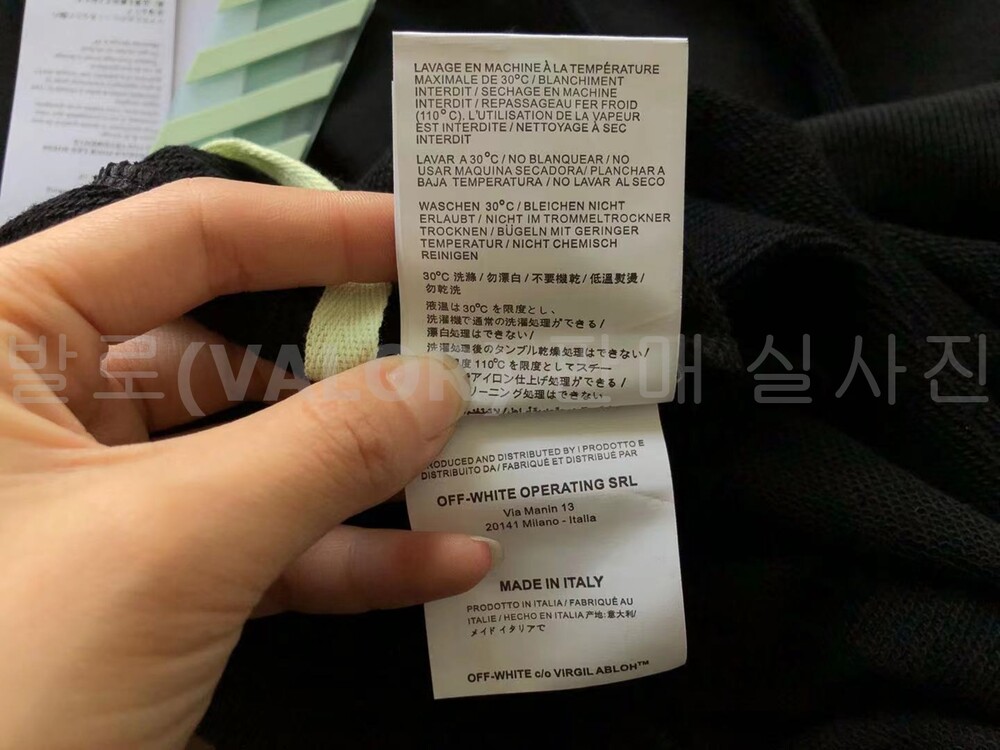 LAVAGE EN MACHINE À LA TEMPÉRATURE
MAXIMALE DE 30°C / BLANCHIMENT
INTERDIT / SECHAGE EN MACHINE
INTERDIT / REPASSAGEAU FER FROID
(110°C). L'UTILISATION DE LA VAPEUR
EST INTERDITE / NETTOYAGE À SEC
INTERDIT
LAVAR A 30°C / NO BLANQUEAR / NO
USAR MAQUINA SECADORA/ PLANCHAR A
BAJA TEMPERATURA / NO LAVAR AL SECO
WASCHEN 30°C / BLEICHEN NICHT
ERLAUBT / NICHT IM TROMMELTROCKNER
TROCKNEN / BÜGELN MIT GERINGER
TEMPERATUR / NICHT CHEMISCH
REINIGEN
30°C 洗滌 / 勿漂白 / 不要機乾 / 低溫熨燙 /
勿乾洗
液温は30°C を限度とし、
洗濯機で通常の洗濯処理ができる /
漂白処理はできない /
洗濯処理後のタンブル乾燥処理はできない /
度 110°C を限度としてスチー
アイロン仕上げ処理ができる /
リーニング処理はできない
발로(VALOR 매 실사진
RODUCED AND DISTRIBUTED BY I PRODOTTO E
DISTRIBUITO DA / FABRIQUÉ ET DISTRIBUÉ PAR
OFF-WHITE OPERATING SRL
Via Manin 13
20141 Milano - Italia
MADE IN ITALY
PRODOTTO IN ITALIA / FABRIQUÉ AU
ITALIE / HECHO EN ITALIA 产地:意大利/
メイド イタリアで
OFF-WHITE c/o VIRGIL ABLOH™